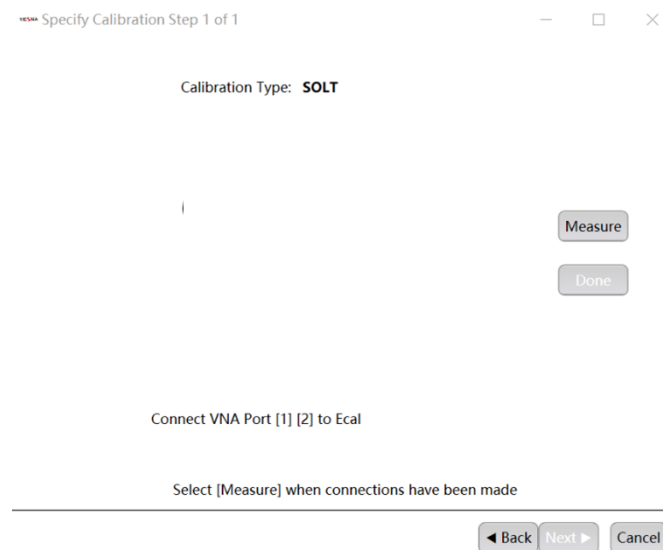 Specify Calibration Step 1 of 1
Calibration Type: SOLT
Measure
Done
Connect VNA Port [1] [2] to Ecal
Select [Measure] when connections have been made
◄ Back Next ► Cancel